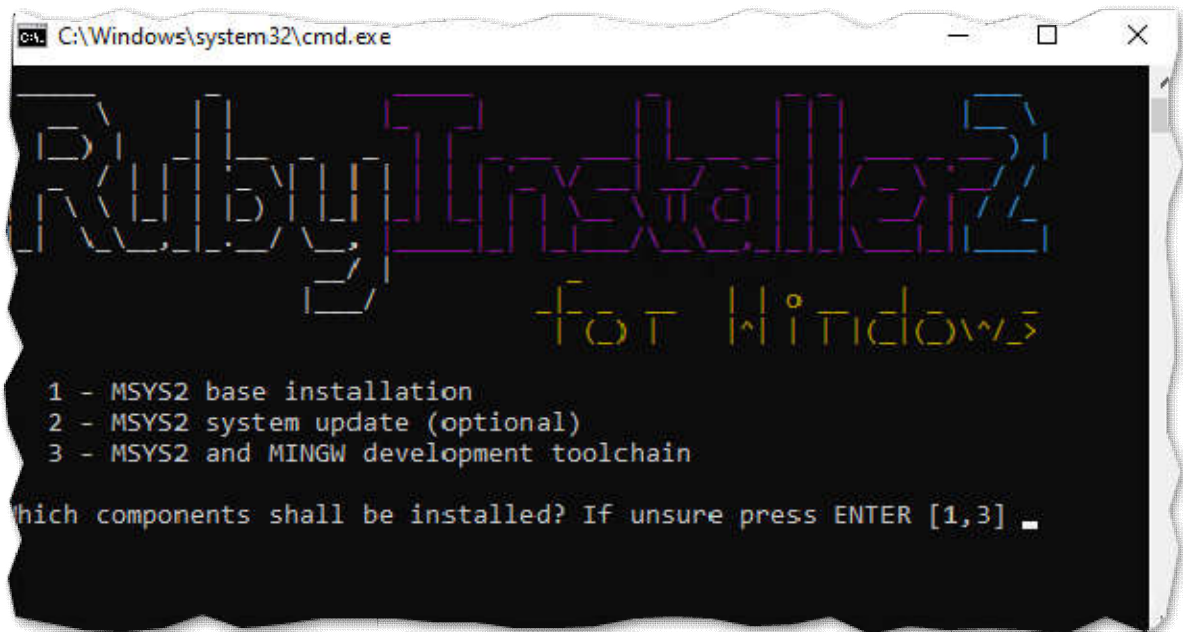 C:\Windows\system32\cmd.exe
RubyInstaller2
for Windows
1 - MSYS2 base installation
2 - MSYS2 system update (optional)
3 - MSYS2 and MINGW development toolchain
hich components shall be installed? If unsure press ENTER [1,3]